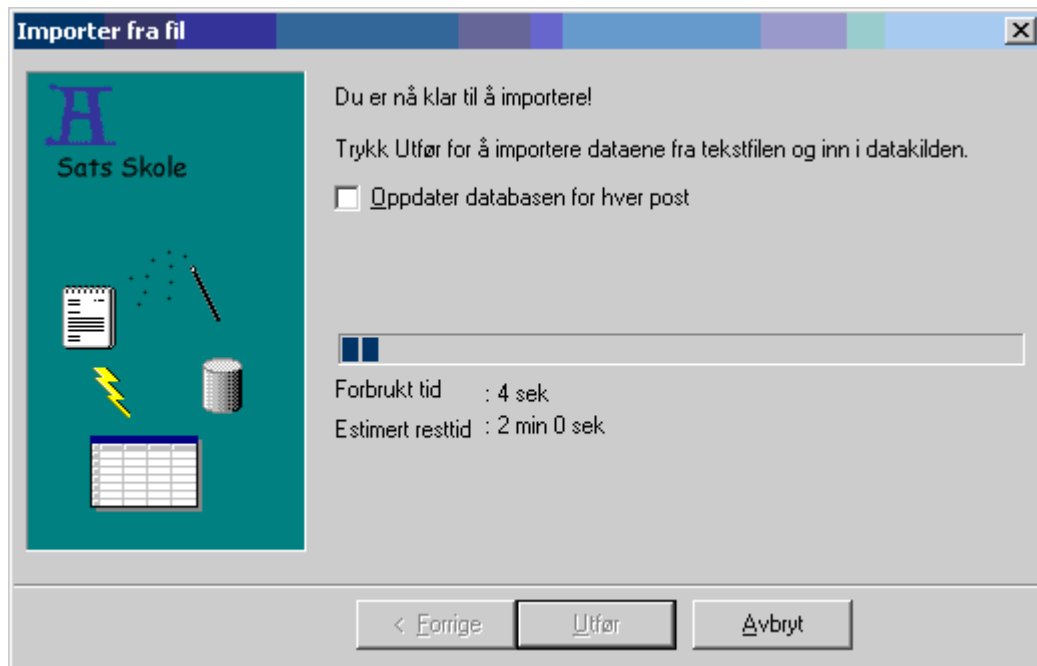 Importer fra fil
Sats Skole
Du er nå klar til å importere!
Trykk Utfør for å importere dataene fra tekstfilen og inn i datakilden.
Oppdater databasen for hver post
Forbrukt tid : 4 sek
Estimert resttid : 2 min 0 sek
< Forrige Utfør Avbryt